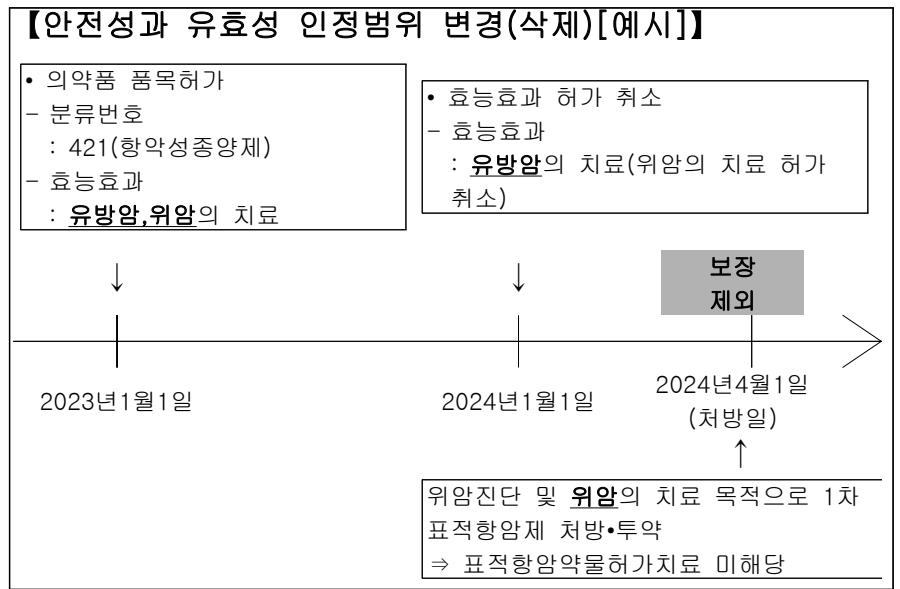 【안전성과 유효성 인정범위 변경(삭제)[예시]】
• 의약품 품목허가
- 분류번호
: 421(항악성종양제)
- 효능효과
: 유방암,위암의 치료
• 효능효과 허가 취소
- 효능효과
: 유방암의 치료(위암의 치료 허가
취소)
↓
↓
보장
제외
2023년1월1일
2024년1월1일
2024년4월1일
(처방일)
↑
위암진단 및 위암의 치료 목적으로 1차
표적항암제 처방•투약
⇒ 표적항암약물허가치료 미해당